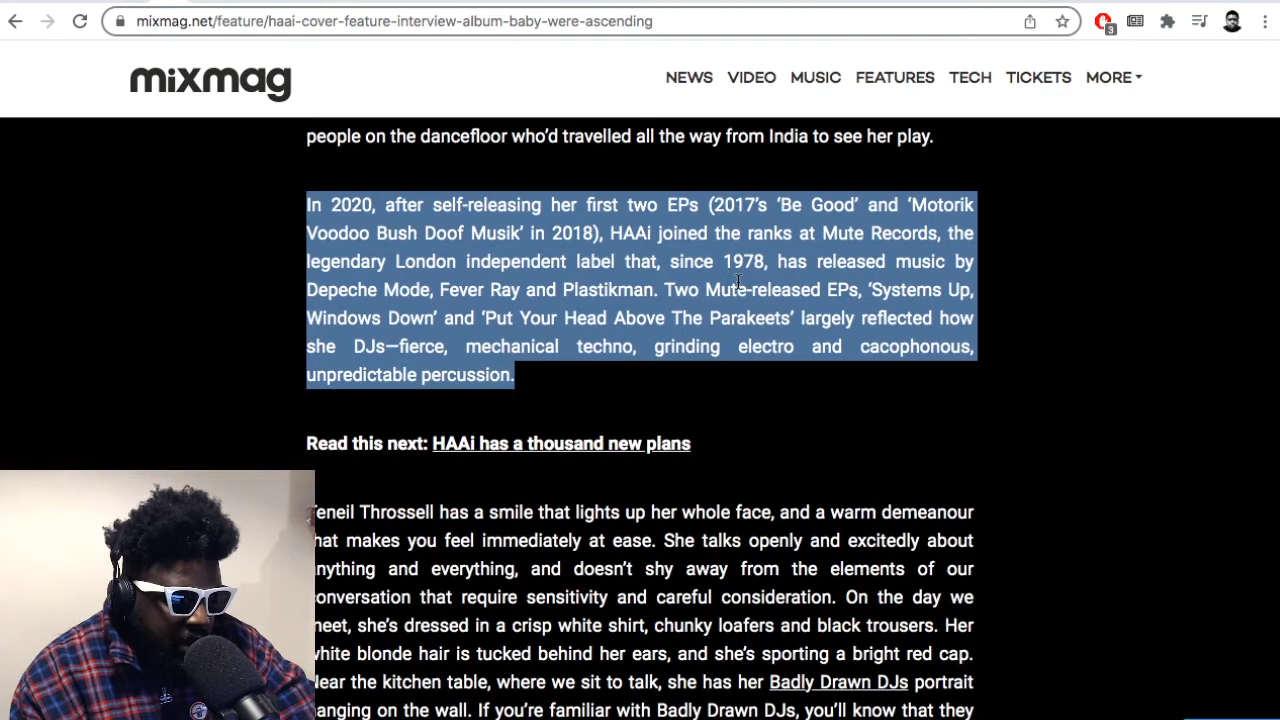 mixmag.net/feature/haai-cover-feature-interview-album-baby-were-ascending
3
mixmag
NEWS VIDEO MUSIC FEATURES TECH TICKETS MORE
people on the dancefloor who'd travelled all the way from India to see her play.
In 2020, after self-releasing her first two EPs (2017's ‘Be Good’ and ‘Motorik
Voodoo Bush Doof Musik’ in 2018), HAAi joined the ranks at Mute Records, the
legendary London independent label that, since 1978, has released music by
Depeche Mode, Fever Ray and Plastikman. Two Mute-released EPs, ‘Systems Up,
Windows Down’ and ‘Put Your Head Above The Parakeets’ largely reflected how
she DJs—fierce, mechanical techno, grinding electro and cacophonous,
unpredictable percussion.
Read this next: HAAi has a thousand new plans
Throssell has a smile that lights up her whole face, and a warm demeanour
makes you feel immediately at ease. She talks openly and excitedly about
and everything, and doesn't shy away from the elements of our
that require sensitivity and careful consideration. On the day we
she's dressed in a crisp white shirt, chunky loafers and black trousers. Her
blonde hair is tucked behind her ears, and she's sporting a bright red cap.
the kitchen table, where we sit to talk, she has her Badly Drawn DJs portrait
on the wall. If you're familiar with Badly Drawn DJs, you'll know that they